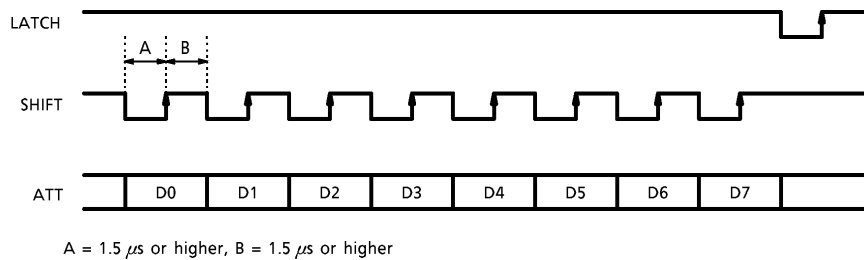 LATCH
A B
SHIFT
ATT D0 D1 D2 D3 D4 D5 D6 D7
A = 1.5 μs or higher, B = 1.5 μs or higher